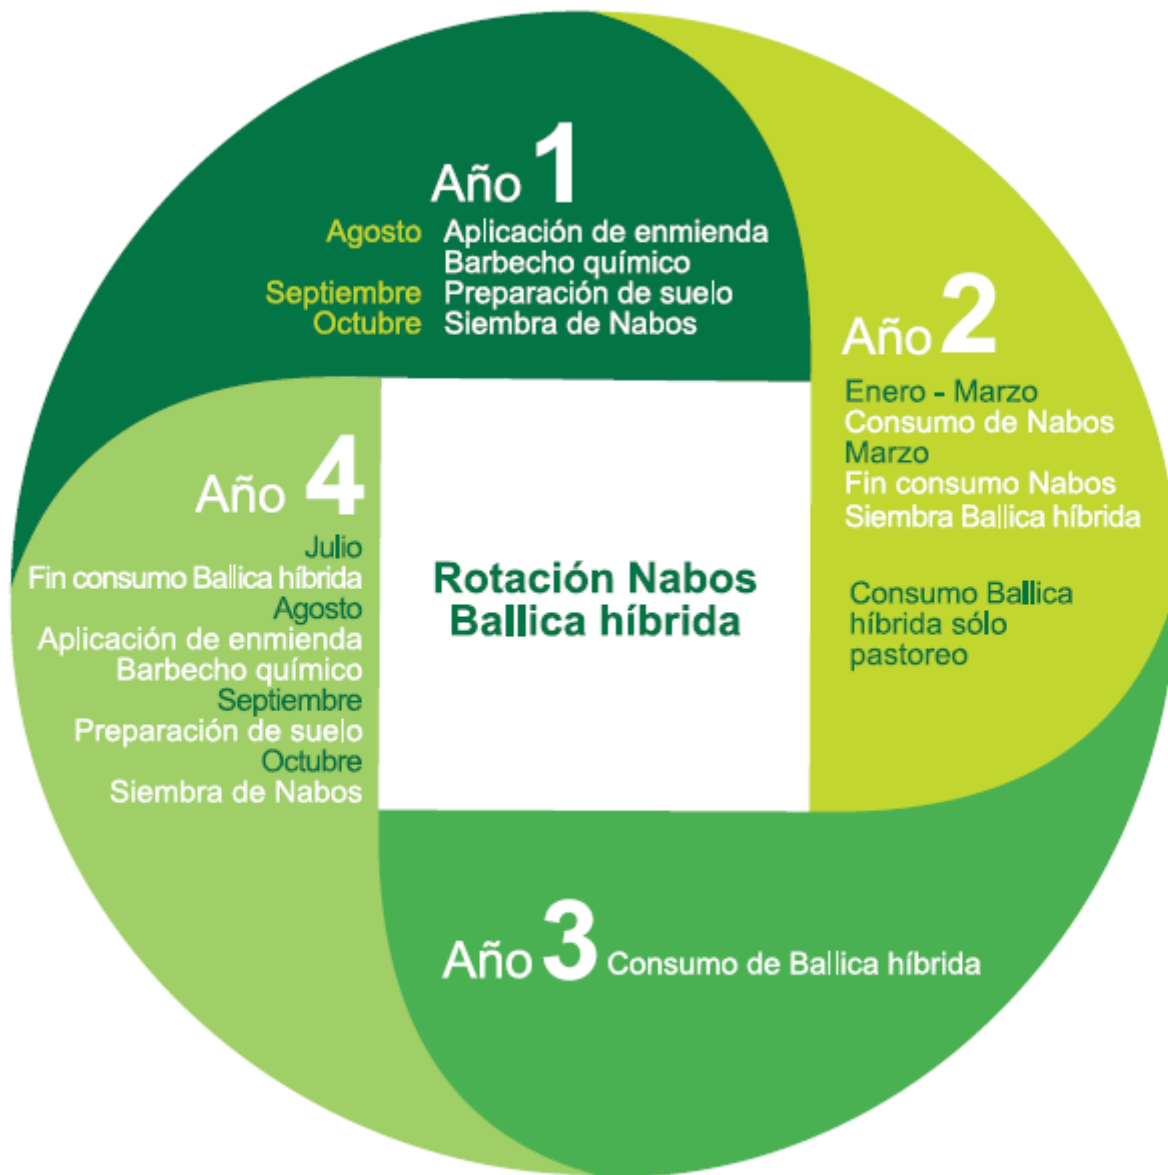 Año 1
Agosto Aplicación de enmienda
Barbecho químico
Septiembre Preparación de suelo
Octubre Siembra de Nabos
Año 2
Enero - Marzo
Consumo de Nabos
Marzo
Fin consumo Nabos
Siembra Ballica híbrida
Consumo Ballica
híbrida sólo
pastoreo
Año 3 Consumo de Ballica híbrida
Año 4
Julio
Fin consumo Ballica híbrida
Agosto
Aplicación de enmienda
Barbecho químico
Septiembre
Preparación de suelo
Octubre
Siembra de Nabos
Rotación Nabos
Ballica híbrida